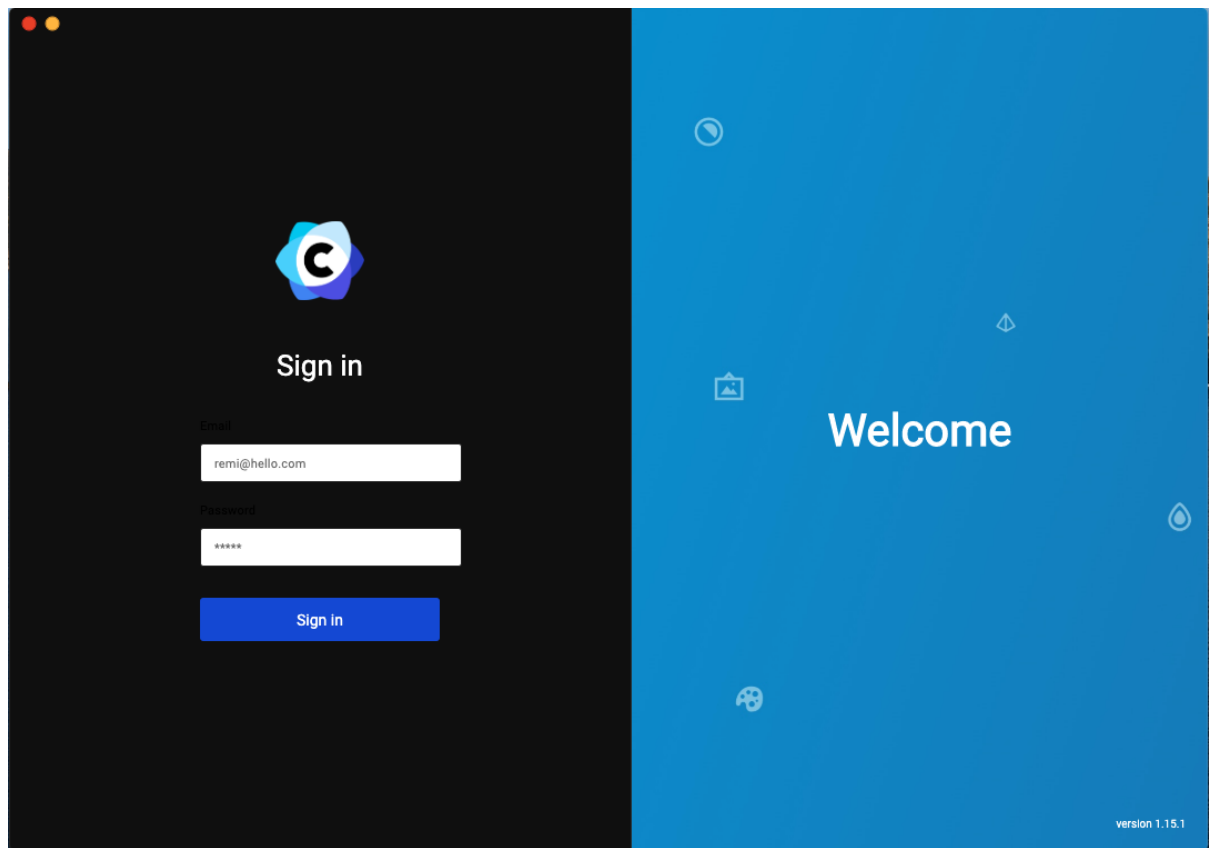 C
Sign in
Email
remi@hello.com
Password
*****
Sign in
Welcome
version 1.15.1